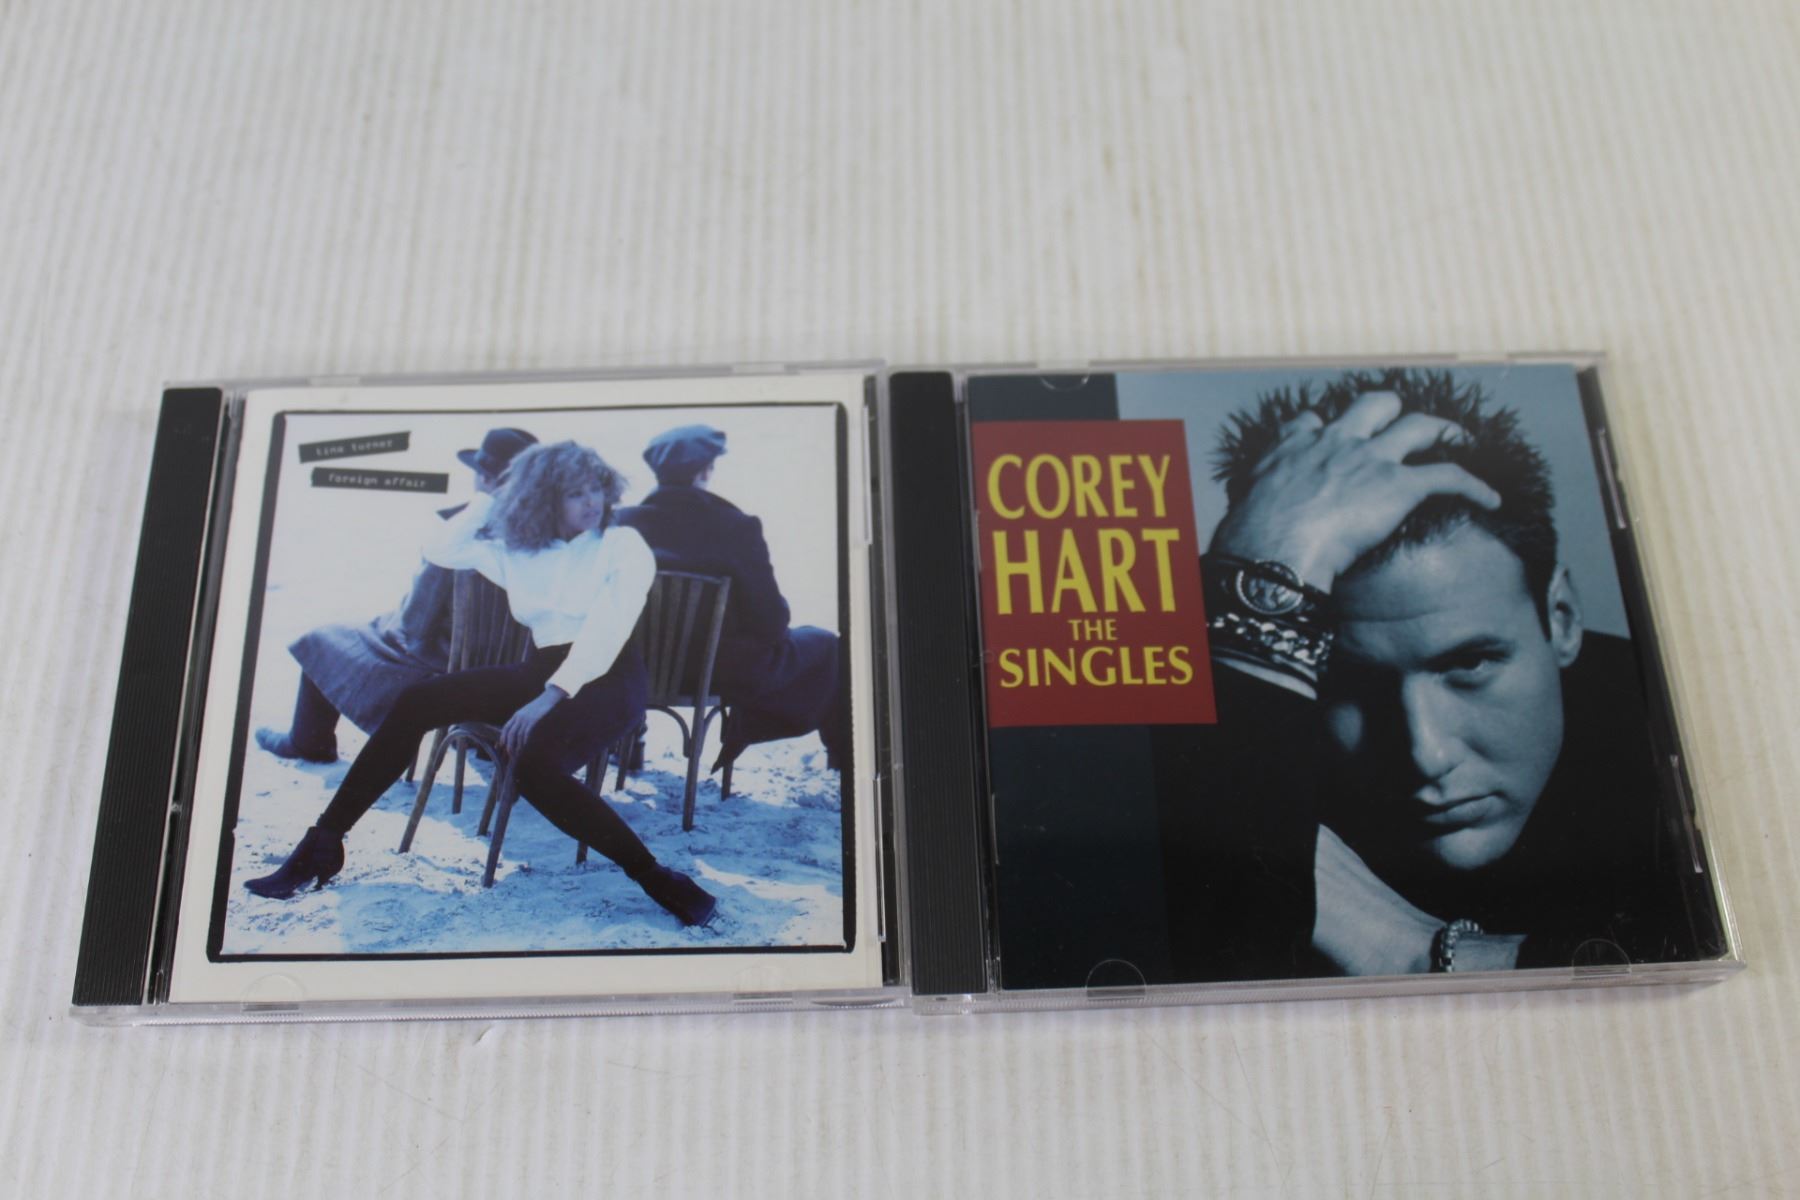 tina turner
foreign affair
COREY
HART
THE
SINGLES